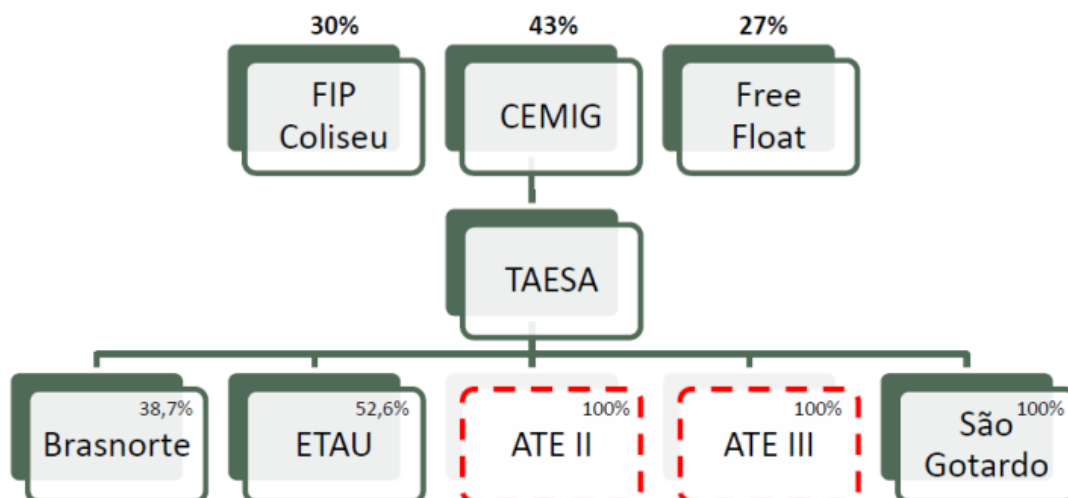 30%
43%
27%
FIP
Coliseu
CEMIG
Free
Float
TAESA
38,7%
Brasnorte
52,6%
ETAU
100%
ATE II
100%
ATE III
100%
São
Gotardo